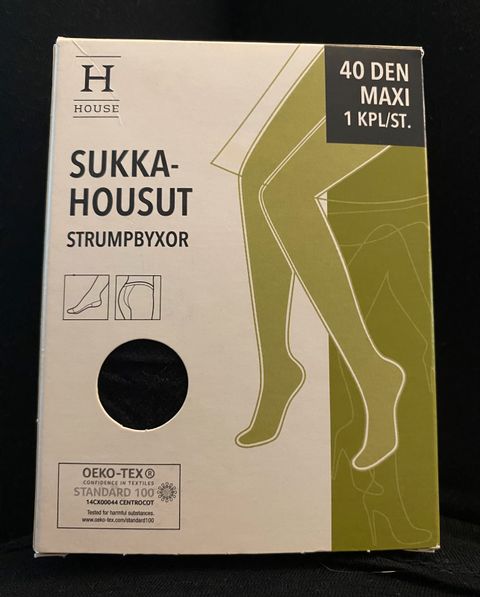 H
HOUSE
40 DEN
MAXI
1 KPL/ST.
SUKKA-
HOUSUT
STRUMPBYXOR
OEKO-TEX®
CONFIDENCE IN TEXTILES
STANDARD 100
14CX00044 CENTROCOT
Tested for harmful substances.
www.oeko-tex.com/standard100